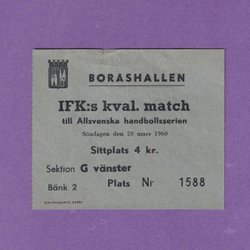 BORÅSHALLEN
IFK:s kval. match
till Allsvenska handbollsserien
Söndagen den 20 mars 1960
Sittplats 4 kr.
Sektion G vänster
Bänk 2 Plats Nr 1588